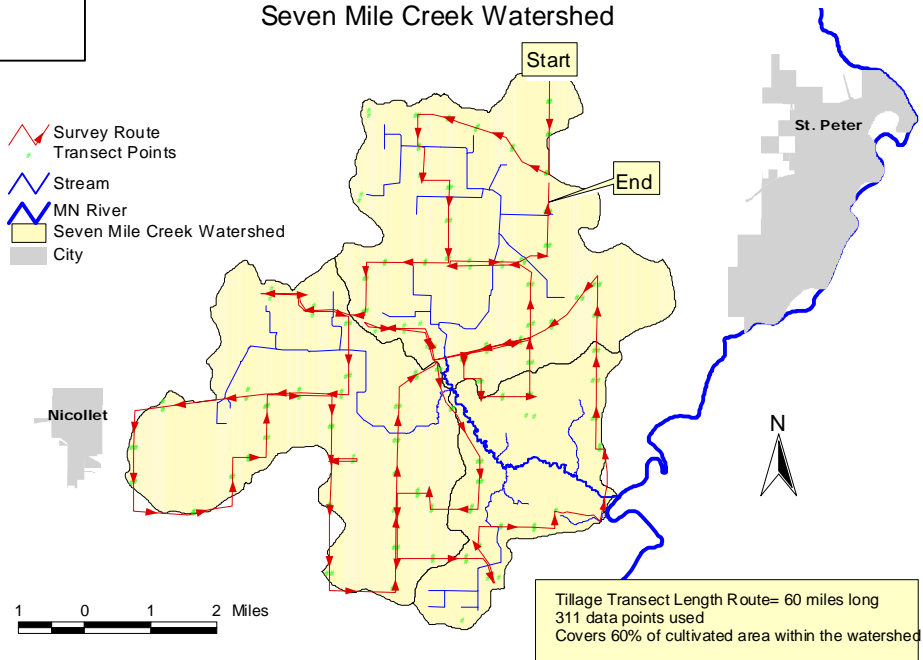 Seven Mile Creek Watershed
Start
St. Peter
Survey Route
Transect Points
End
Stream
MN River
Seven Mile Creek Watershed
City
Nicollet
N
1 0 1 2 Miles
Tillage Transect Length Route= 60 miles long
311 data points used
Covers 60% of cultivated area within the watershed